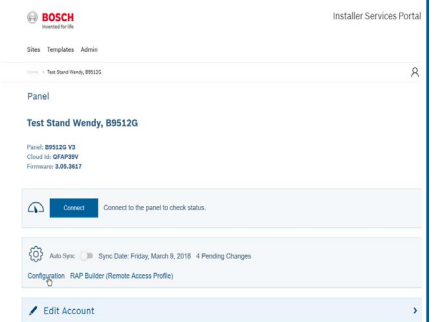 BOSCH
Invented for life
Installer Services Portal
Sites Templates Admin
Home > Test Stand Wendy, B9512G
Panel
Test Stand Wendy, B9512G
Panel: B9512G V3
Cloud Id: QFAP39V
Firmware: 3.05.3617
Connect Connect to the panel to check status.
Auto Sync Sync Date: Friday, March 9, 2018 4 Pending Changes
Configuration RAP Builder (Remote Access Profile)
Edit Account